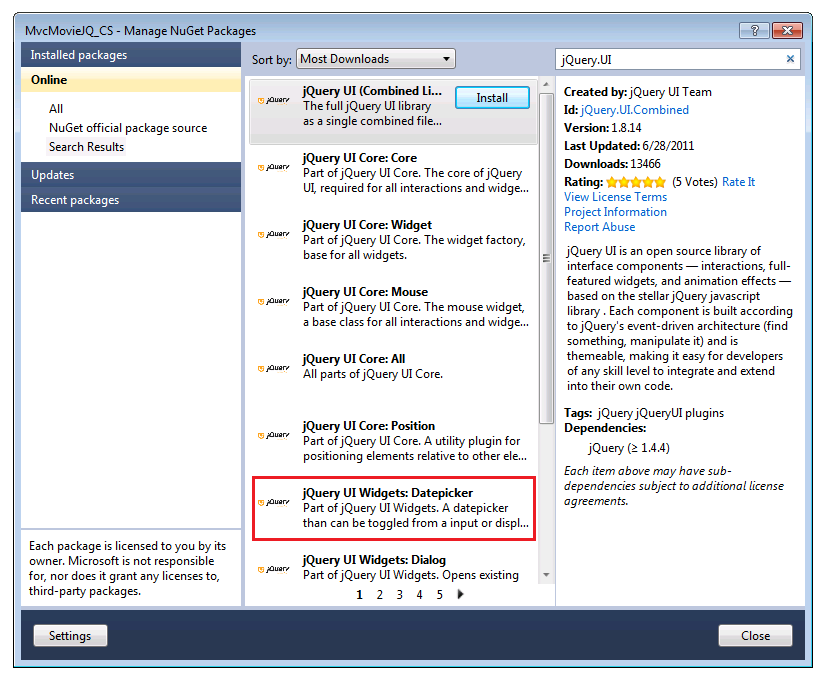 MvcMovieJQ_CS - Manage NuGet Packages
?
Installed packages
Online
All
NuGet official package source
Search Results
Updates
Recent packages
Each package is licensed to you by its
owner. Microsoft is not responsible
for, nor does it grant any licenses to,
third-party packages.
Sort by: Most Downloads
jQuery
jQuery UI (Combined Li...
The full jQuery UI library
as a single combined file...
Install
jQuery
jQuery UI Core: Core
Part of jQuery UI Core. The core of jQuery
UI, required for all interactions and widge...
jQuery
jQuery UI Core: Widget
Part of jQuery UI Core. The widget factory,
base for all widgets.
jQuery
jQuery UI Core: Mouse
Part of jQuery UI Core. The mouse widget,
a base class for all interactions and widge...
jQuery
jQuery UI Core: All
All parts of jQuery UI Core.
jQuery
jQuery UI Core: Position
Part of jQuery UI Core. A utility plugin for
positioning elements relative to other ele...
jQuery
jQuery UI Widgets: Datepicker
Part of jQuery UI Widgets. A datepicker
than can be toggled from a input or displ...
jQuery
jQuery UI Widgets: Dialog
Part of jQuery UI Widgets. Opens existing
1 2 3 4 5
jQuery.UI
Created by: jQuery UI Team
Id: jQuery.UI.Combined
Version: 1.8.14
Last Updated: 6/28/2011
Downloads: 13466
Rating: (5 Votes) Rate It
View License Terms
Project Information
Report Abuse
jQuery UI is an open source library of
interface components — interactions, full-
featured widgets, and animation effects —
based on the stellar jQuery javascript
library . Each component is built according
to jQuery's event-driven architecture (find
something, manipulate it) and is
themeable, making it easy for developers
of any skill level to integrate and extend
into their own code.
Tags: jQuery jQueryUI plugins
Dependencies:
jQuery (≥ 1.4.4)
Each item above may have sub-
dependencies subject to additional license
agreements.
Settings
Close